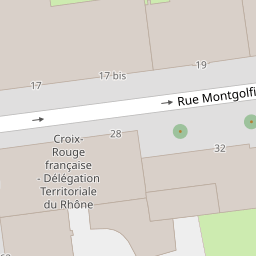 19
17 bis
17
Rue Montgolfi
28
32
Croix-
Rouge
française
- Délégation
Territoriale
du Rhône